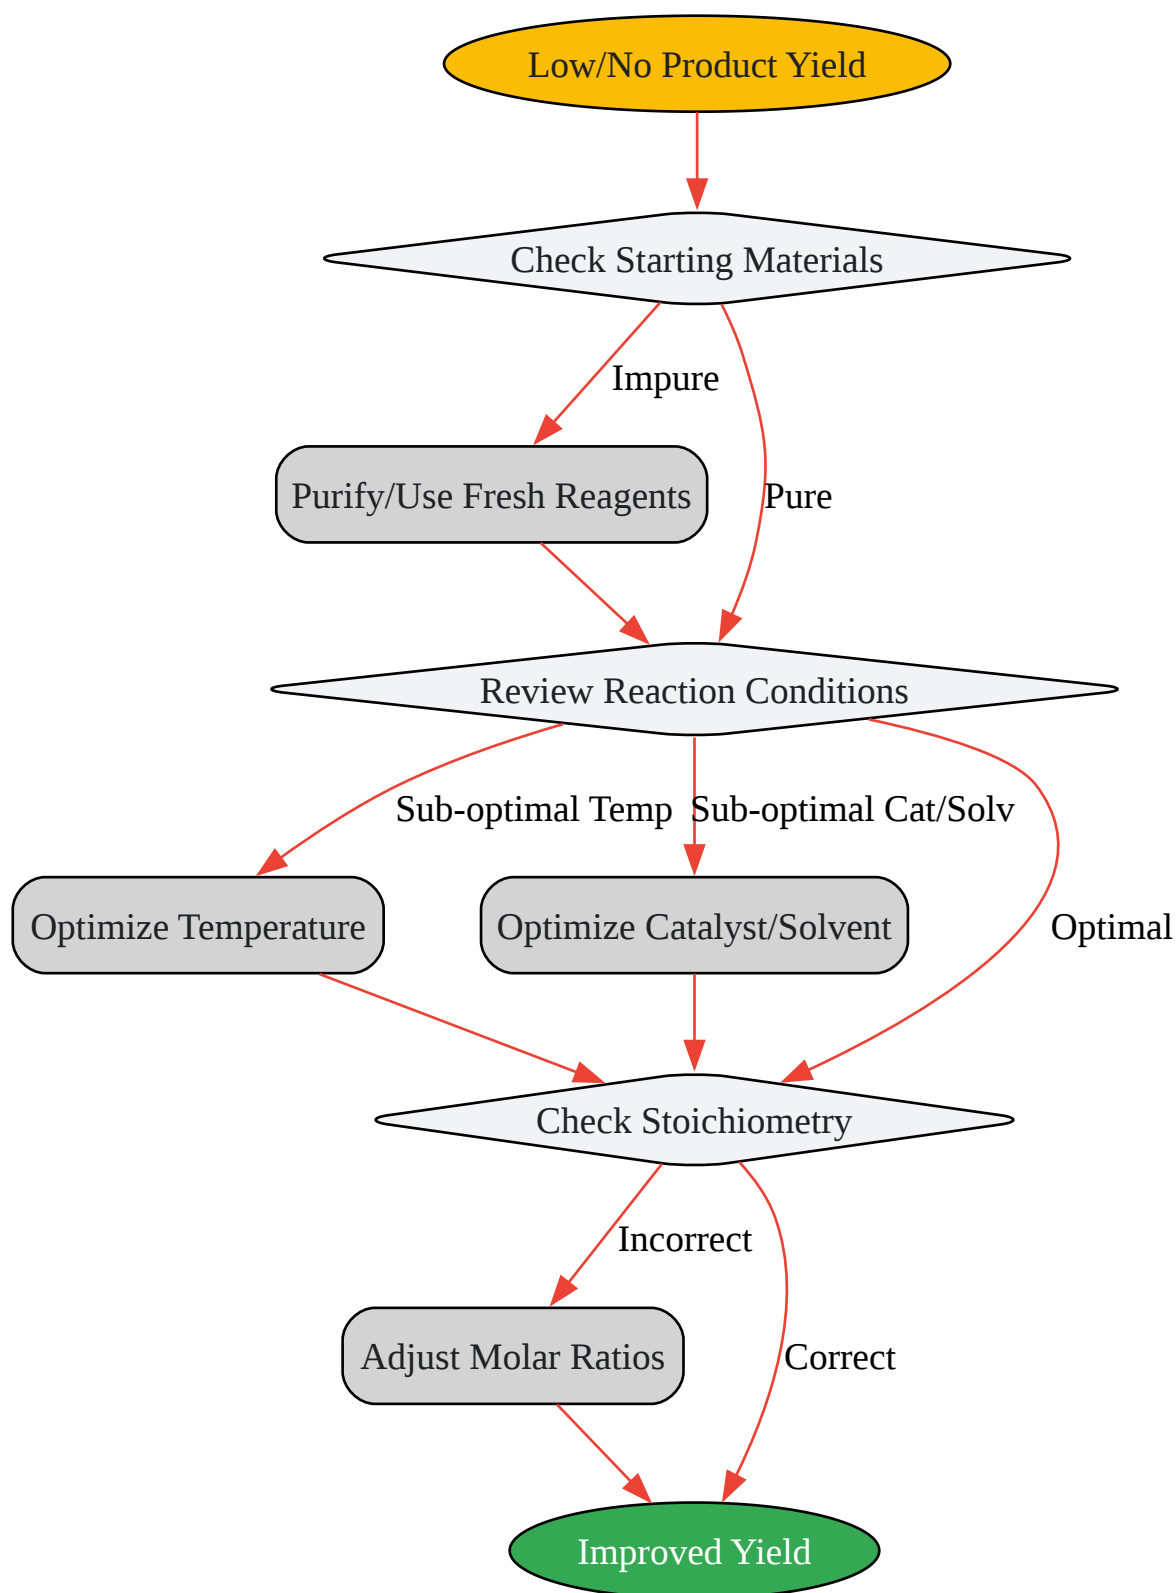 Low/No Product Yield
Check Starting Materials
Impure
Purify/Use Fresh Reagents
Pure
Review Reaction Conditions
Sub-optimal Temp
Sub-optimal Cat/Solv
Optimize Temperature
Optimize Catalyst/Solvent
Optimal
Check Stoichiometry
Incorrect
Adjust Molar Ratios
Correct
Improved Yield